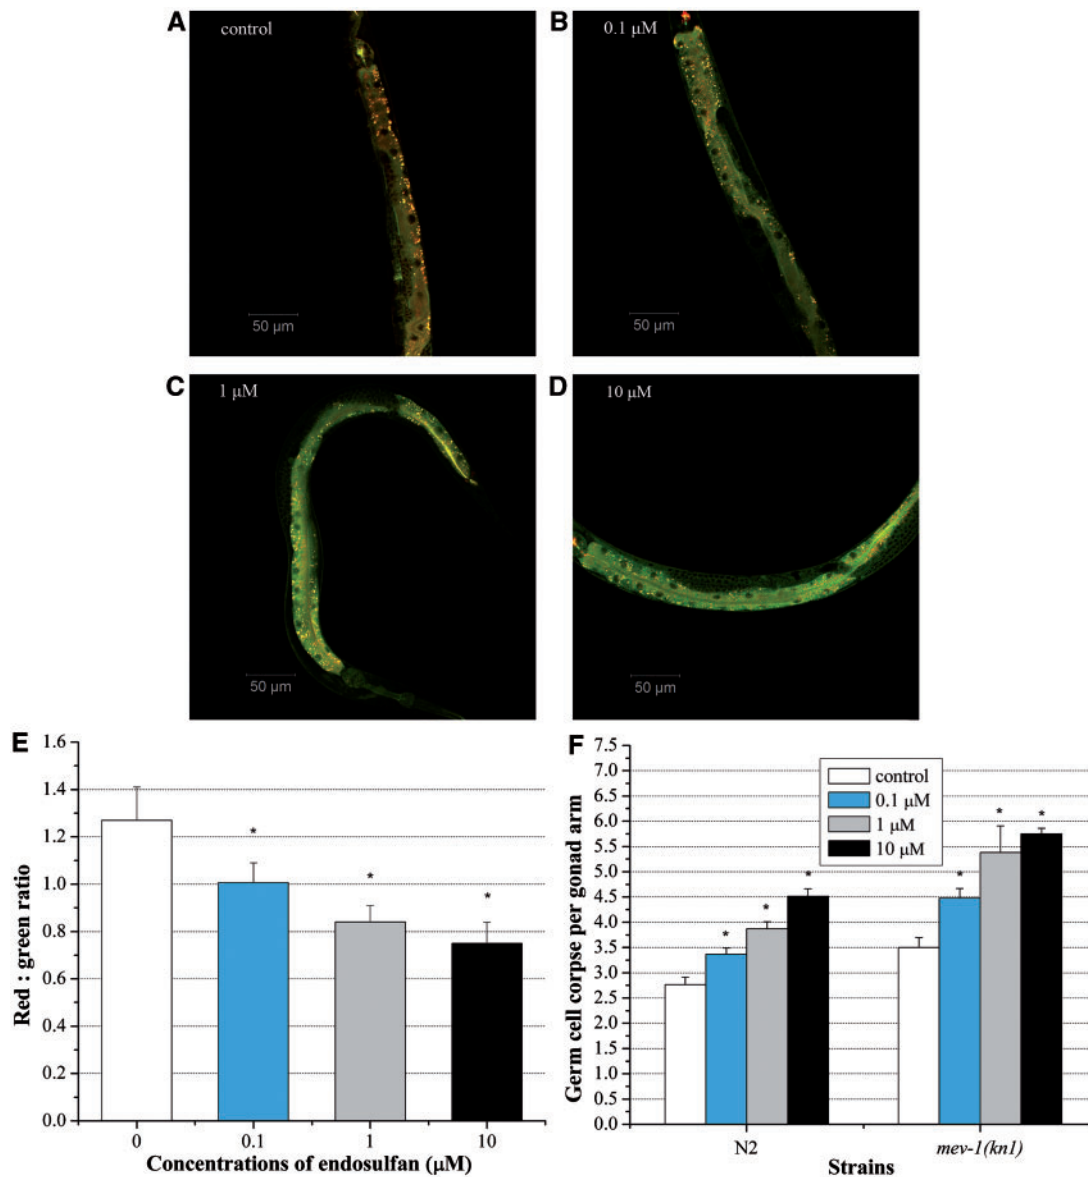 A
control
50 μm
B
0.1 μM
50 μm
C
1 μM
50 μm
D
10 μM
50 μm
E
Red : green ratio
1.6
1.4
1.2
1.0
0.8
0.6
0.4
0.2
0.0
*
*
*
0
0.1
1
10
Concentrations of endosulfan (μM)
F
Germ cell corpse per gonad arm
7.5
7.0
6.5
6.0
5.5
5.0
4.5
4.0
3.5
3.0
2.5
2.0
1.5
1.0
0.5
0.0
control
0.1 μM
1 μM
10 μM
*
*
*
*
*
*
N2
mev-1(kn1)
Strains